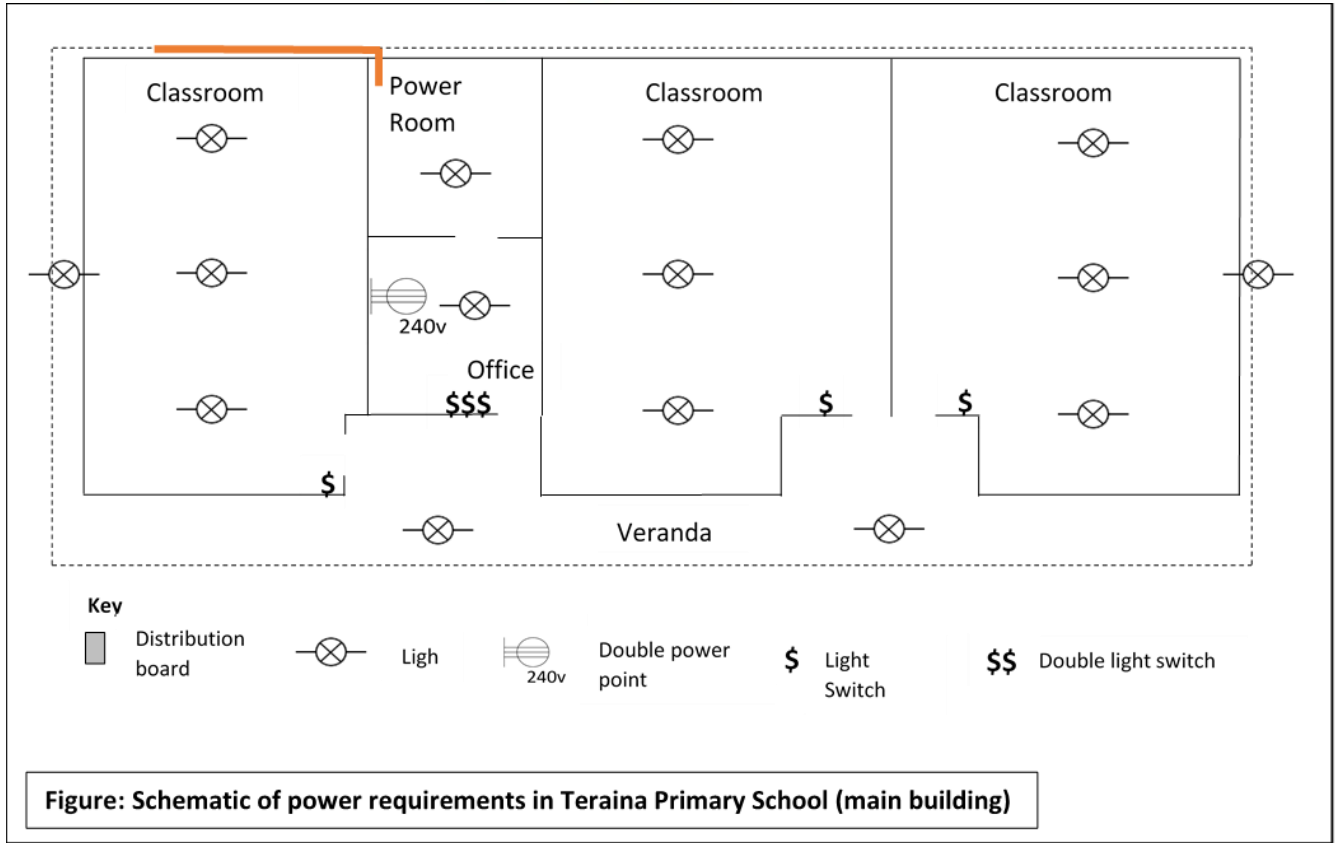 Classroom
Power
Room
Classroom
Classroom
240v
Office
$$$
$
$
$
Veranda
Key
Distribution
board
Ligh
240v
Double power
point
$
Light
Switch
$$
Double light switch
Figure: Schematic of power requirements in Teraina Primary School (main building)